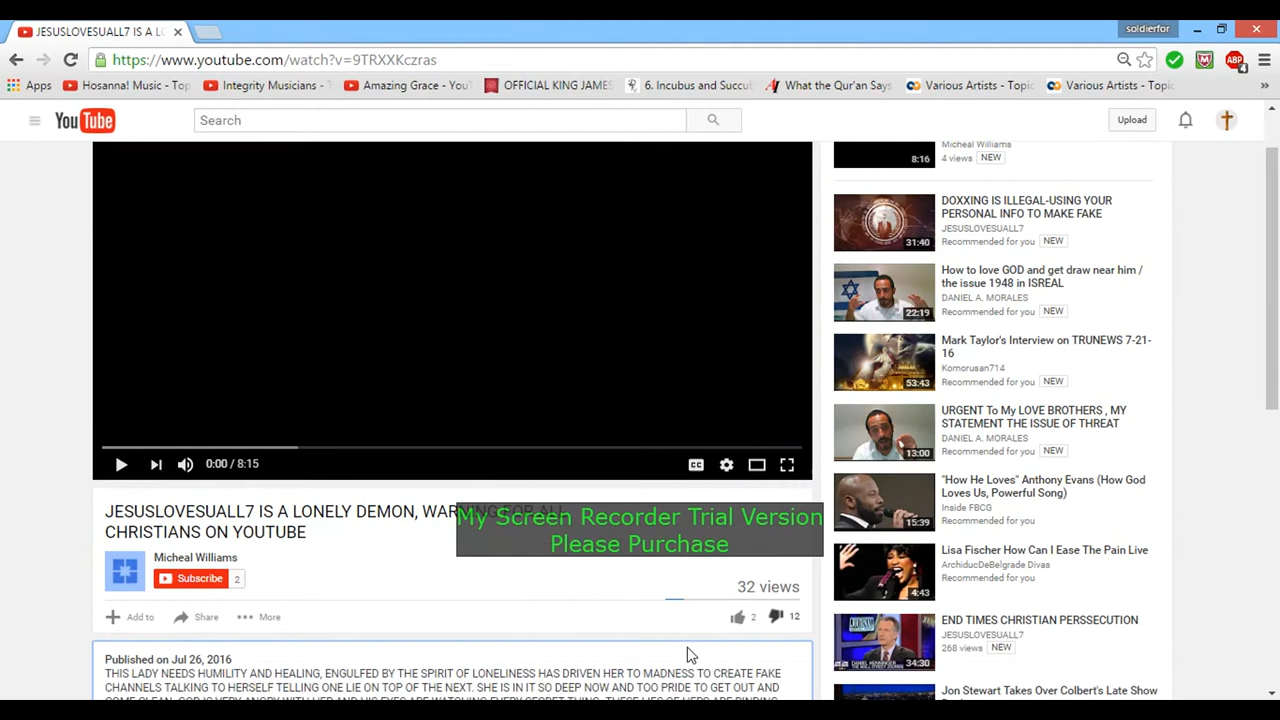 JESUSLOVESUALL7 IS A LO
soldierfor
https://www.youtube.com/watch?v=9TRXXKczras
Apps
Hosanna! Music - Top
Integrity Musicians -
Amazing Grace - You
OFFICIAL KING JAMES
6. Incubus and Succub
What the Qur'an Says
Various Artists - Topic
Various Artists - Topic
»
YouTube
Search
Upload
Micheal Williams
4 views NEW
8:16
DOXXING IS ILLEGAL-USING YOUR
PERSONAL INFO TO MAKE FAKE
JESUSLOVESUALL7
Recommended for you NEW
31:40
How to love GOD and get draw near him /
the issue 1948 in ISREAL
DANIEL A. MORALES
Recommended for you NEW
22:19
Mark Taylor's Interview on TRUNEWS 7-21-
16
Komorusan714
Recommended for you NEW
53:43
URGENT To My LOVE BROTHERS , MY
STATEMENT THE ISSUE OF THREAT
DANIEL A. MORALES
Recommended for you NEW
13:00
"How He Loves" Anthony Evans (How God
Loves Us, Powerful Song)
Inside FBCG
Recommended for you
15:39
Lisa Fischer How Can I Ease The Pain Live
ArchiducDeBelgrade Divas
Recommended for you
4:43
END TIMES CHRISTIAN PERSSECUTION
JESUSLOVESUALL7
268 views NEW
34:30
Jon Stewart Takes Over Colbert's Late Show
0:00 / 8:15
CC
JESUSLOVESUALL7 IS A LONELY DEMON, WARNING FOR ALL
CHRISTIANS ON YOUTUBE
My Screen Recorder Trial Version
Please Purchase
Micheal Williams
Subscribe 2
32 views
Add to
Share
More
2
12
Published on Jul 26, 2016
THIS LADY NEEDS HUMILITY AND HEALING, ENGULFED BY THE SPIRIT OF LONELINESS HAS DRIVEN HER TO MADNESS TO CREATE FAKE
CHANNELS TALKING TO HERSELF TELLING ONE LIE ON TOP OF THE NEXT. SHE IS IN IT SO DEEP NOW AND TOO PRIDE TO GET OUT AND